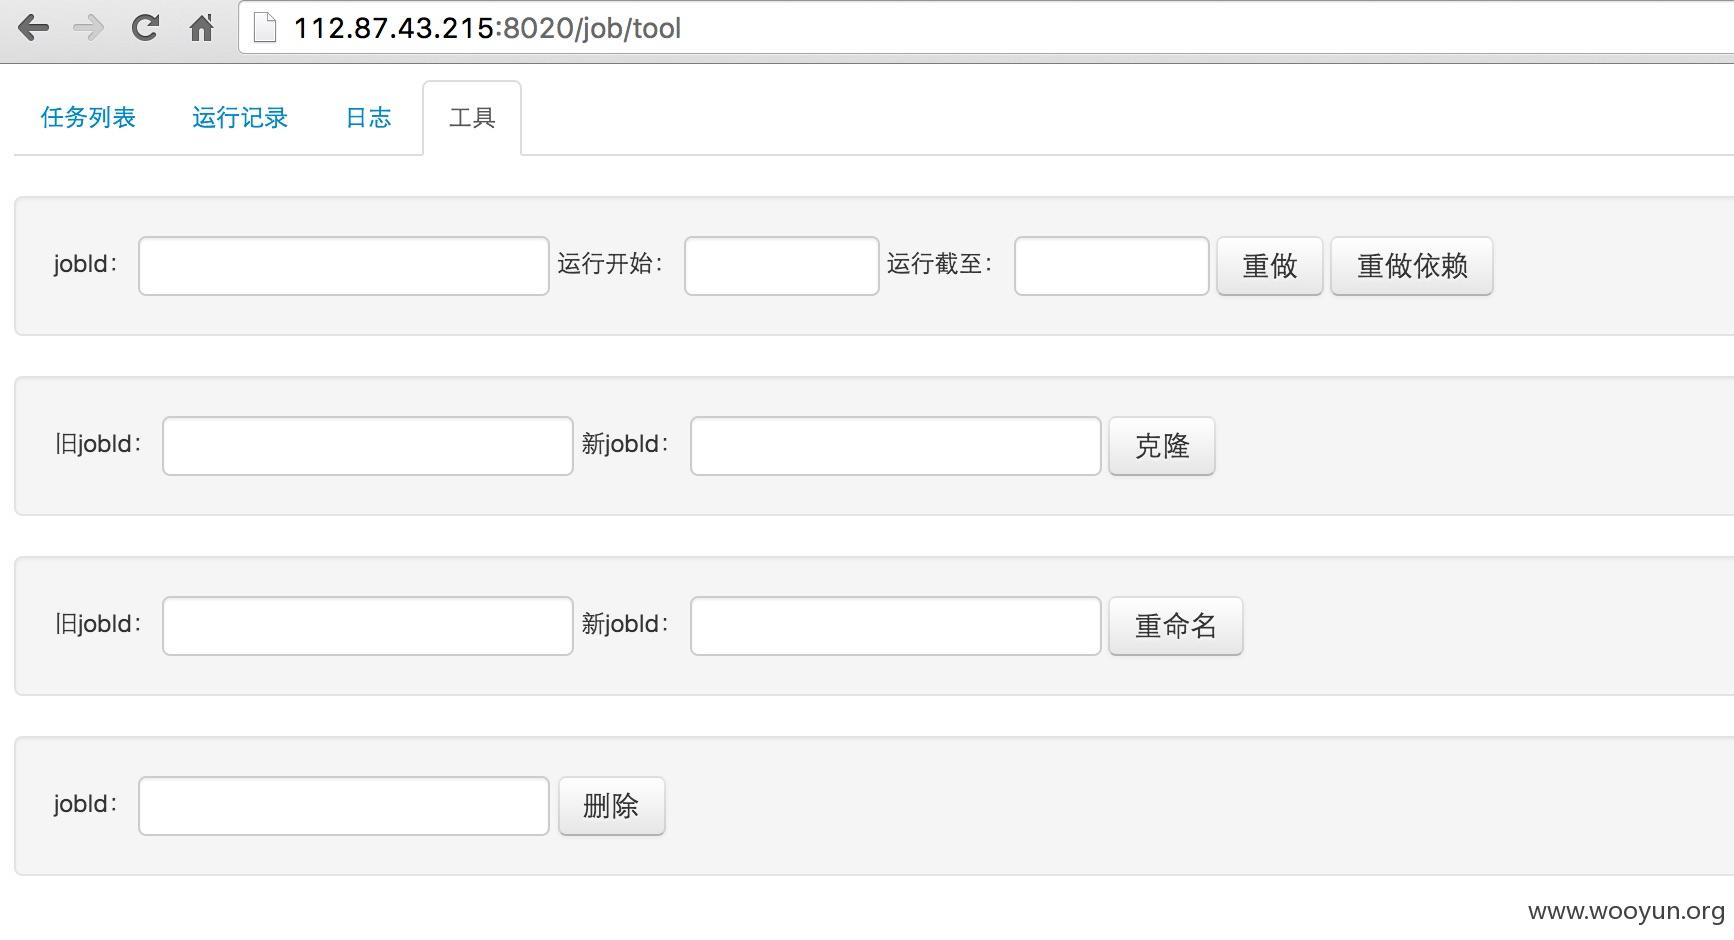 112.87.43.215:8020/job/tool
任务列表 运行记录 日志 工具
jobId: 运行开始: 运行截至: 重做 重做依赖
旧jobId: 新jobId: 克隆
旧jobId: 新jobId: 重命名
jobId: 删除
www.wooyun.org